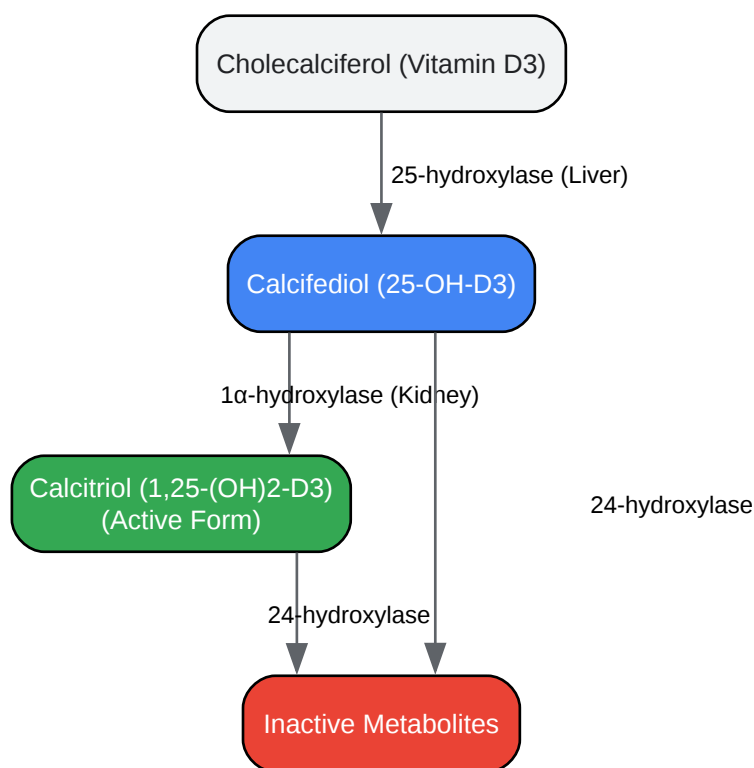 Cholecalciferol (Vitamin D3)
25-hydroxylase (Liver)
Calcifediol (25-OH-D3)
1α-hydroxylase (Kidney)
Calcitriol (1,25-(OH)2-D3)
(Active Form)
24-hydroxylase
24-hydroxylase
Inactive Metabolites